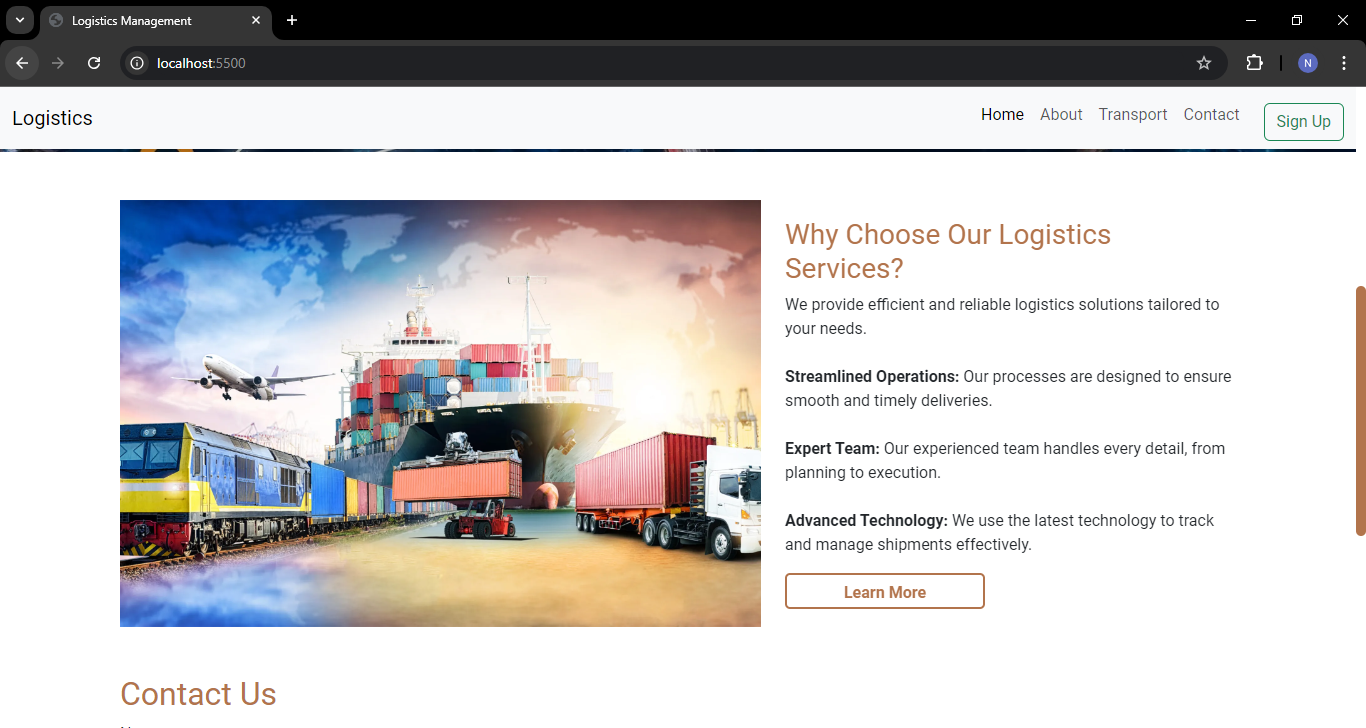 Logistics Management
localhost:5500
N
Logistics
Home About Transport Contact Sign Up
Why Choose Our Logistics
Services?
We provide efficient and reliable logistics solutions tailored to
your needs.
Streamlined Operations: Our processes are designed to ensure
smooth and timely deliveries.
Expert Team: Our experienced team handles every detail, from
planning to execution.
Advanced Technology: We use the latest technology to track
and manage shipments effectively.
Learn More
Contact Us